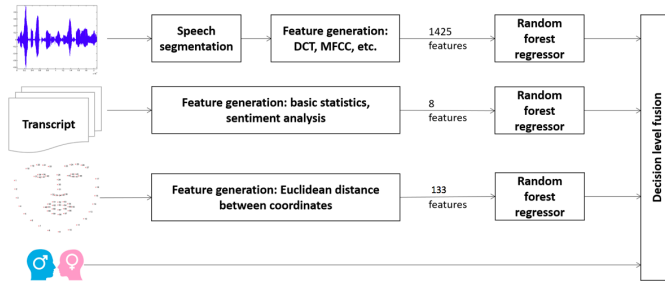 Speech
segmentation
Feature generation:
DCT, MFCC, etc.
1425
features
Random
forest
regressor
Transcript
Feature generation: basic statistics,
sentiment analysis
8
features
Random
forest
regressor
Feature generation: Euclidean distance
between coordinates
133
features
Random
forest
regressor
Decision level fusion